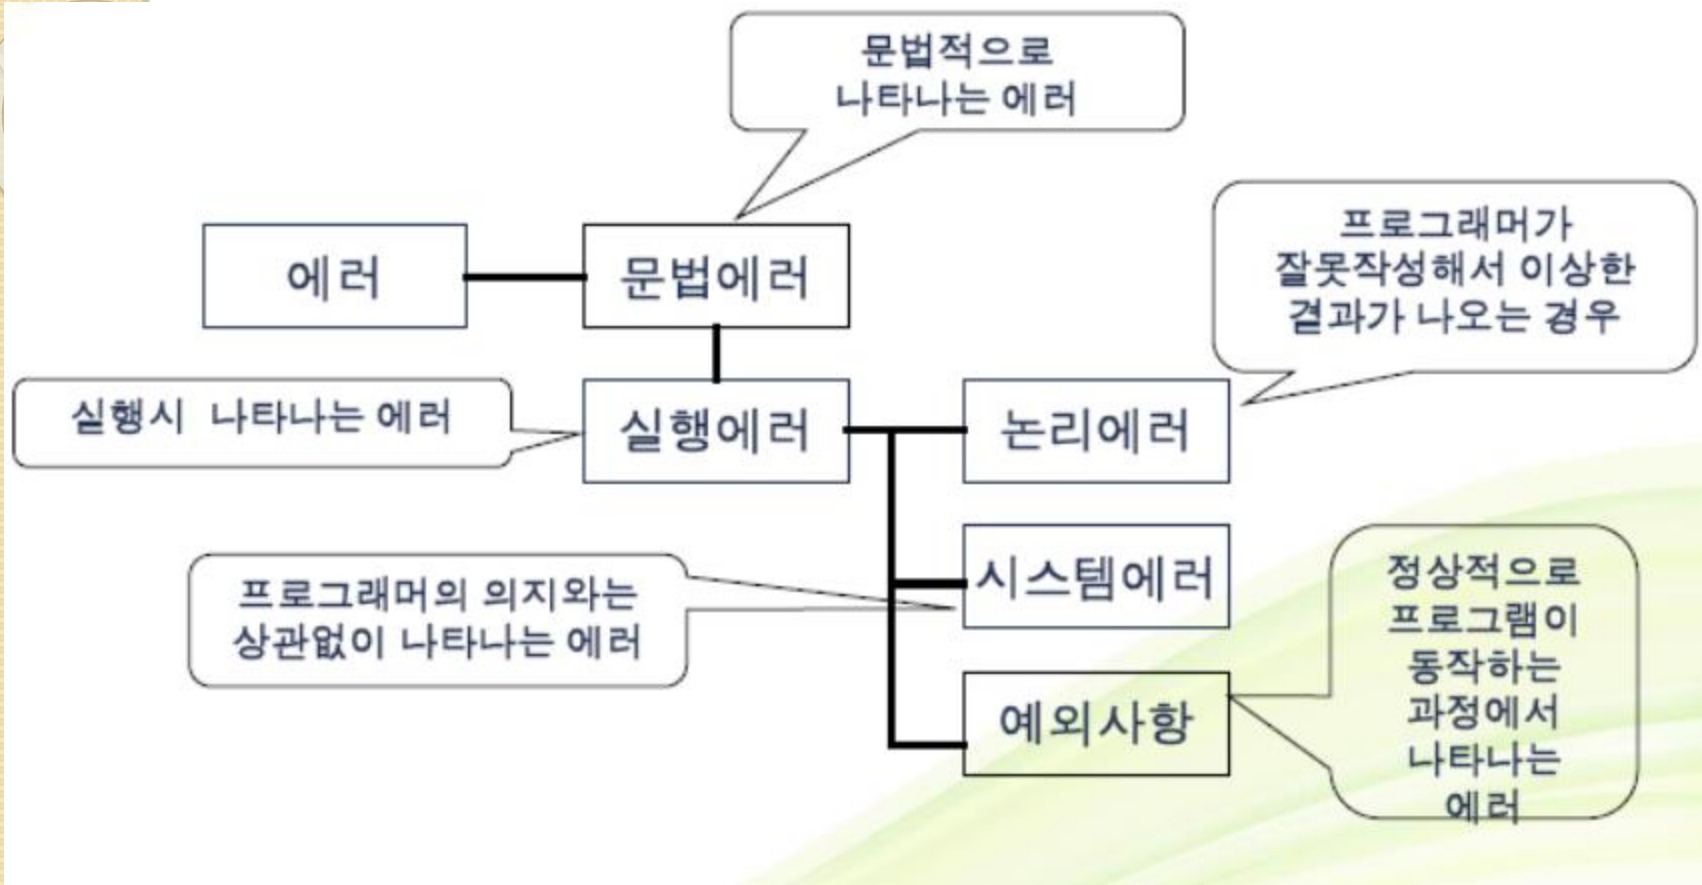 문법적으로
나타나는 에러
프로그래머가
잘못작성해서 이상한
결과가 나오는 경우
에러
문법에러
실행시 나타나는 에러
실행에러
논리에러
프로그래머의 의지와는
상관없이 나타나는 에러
시스템에러
예외사항
정상적으로
프로그램이
동작하는
과정에서
나타나는
에러